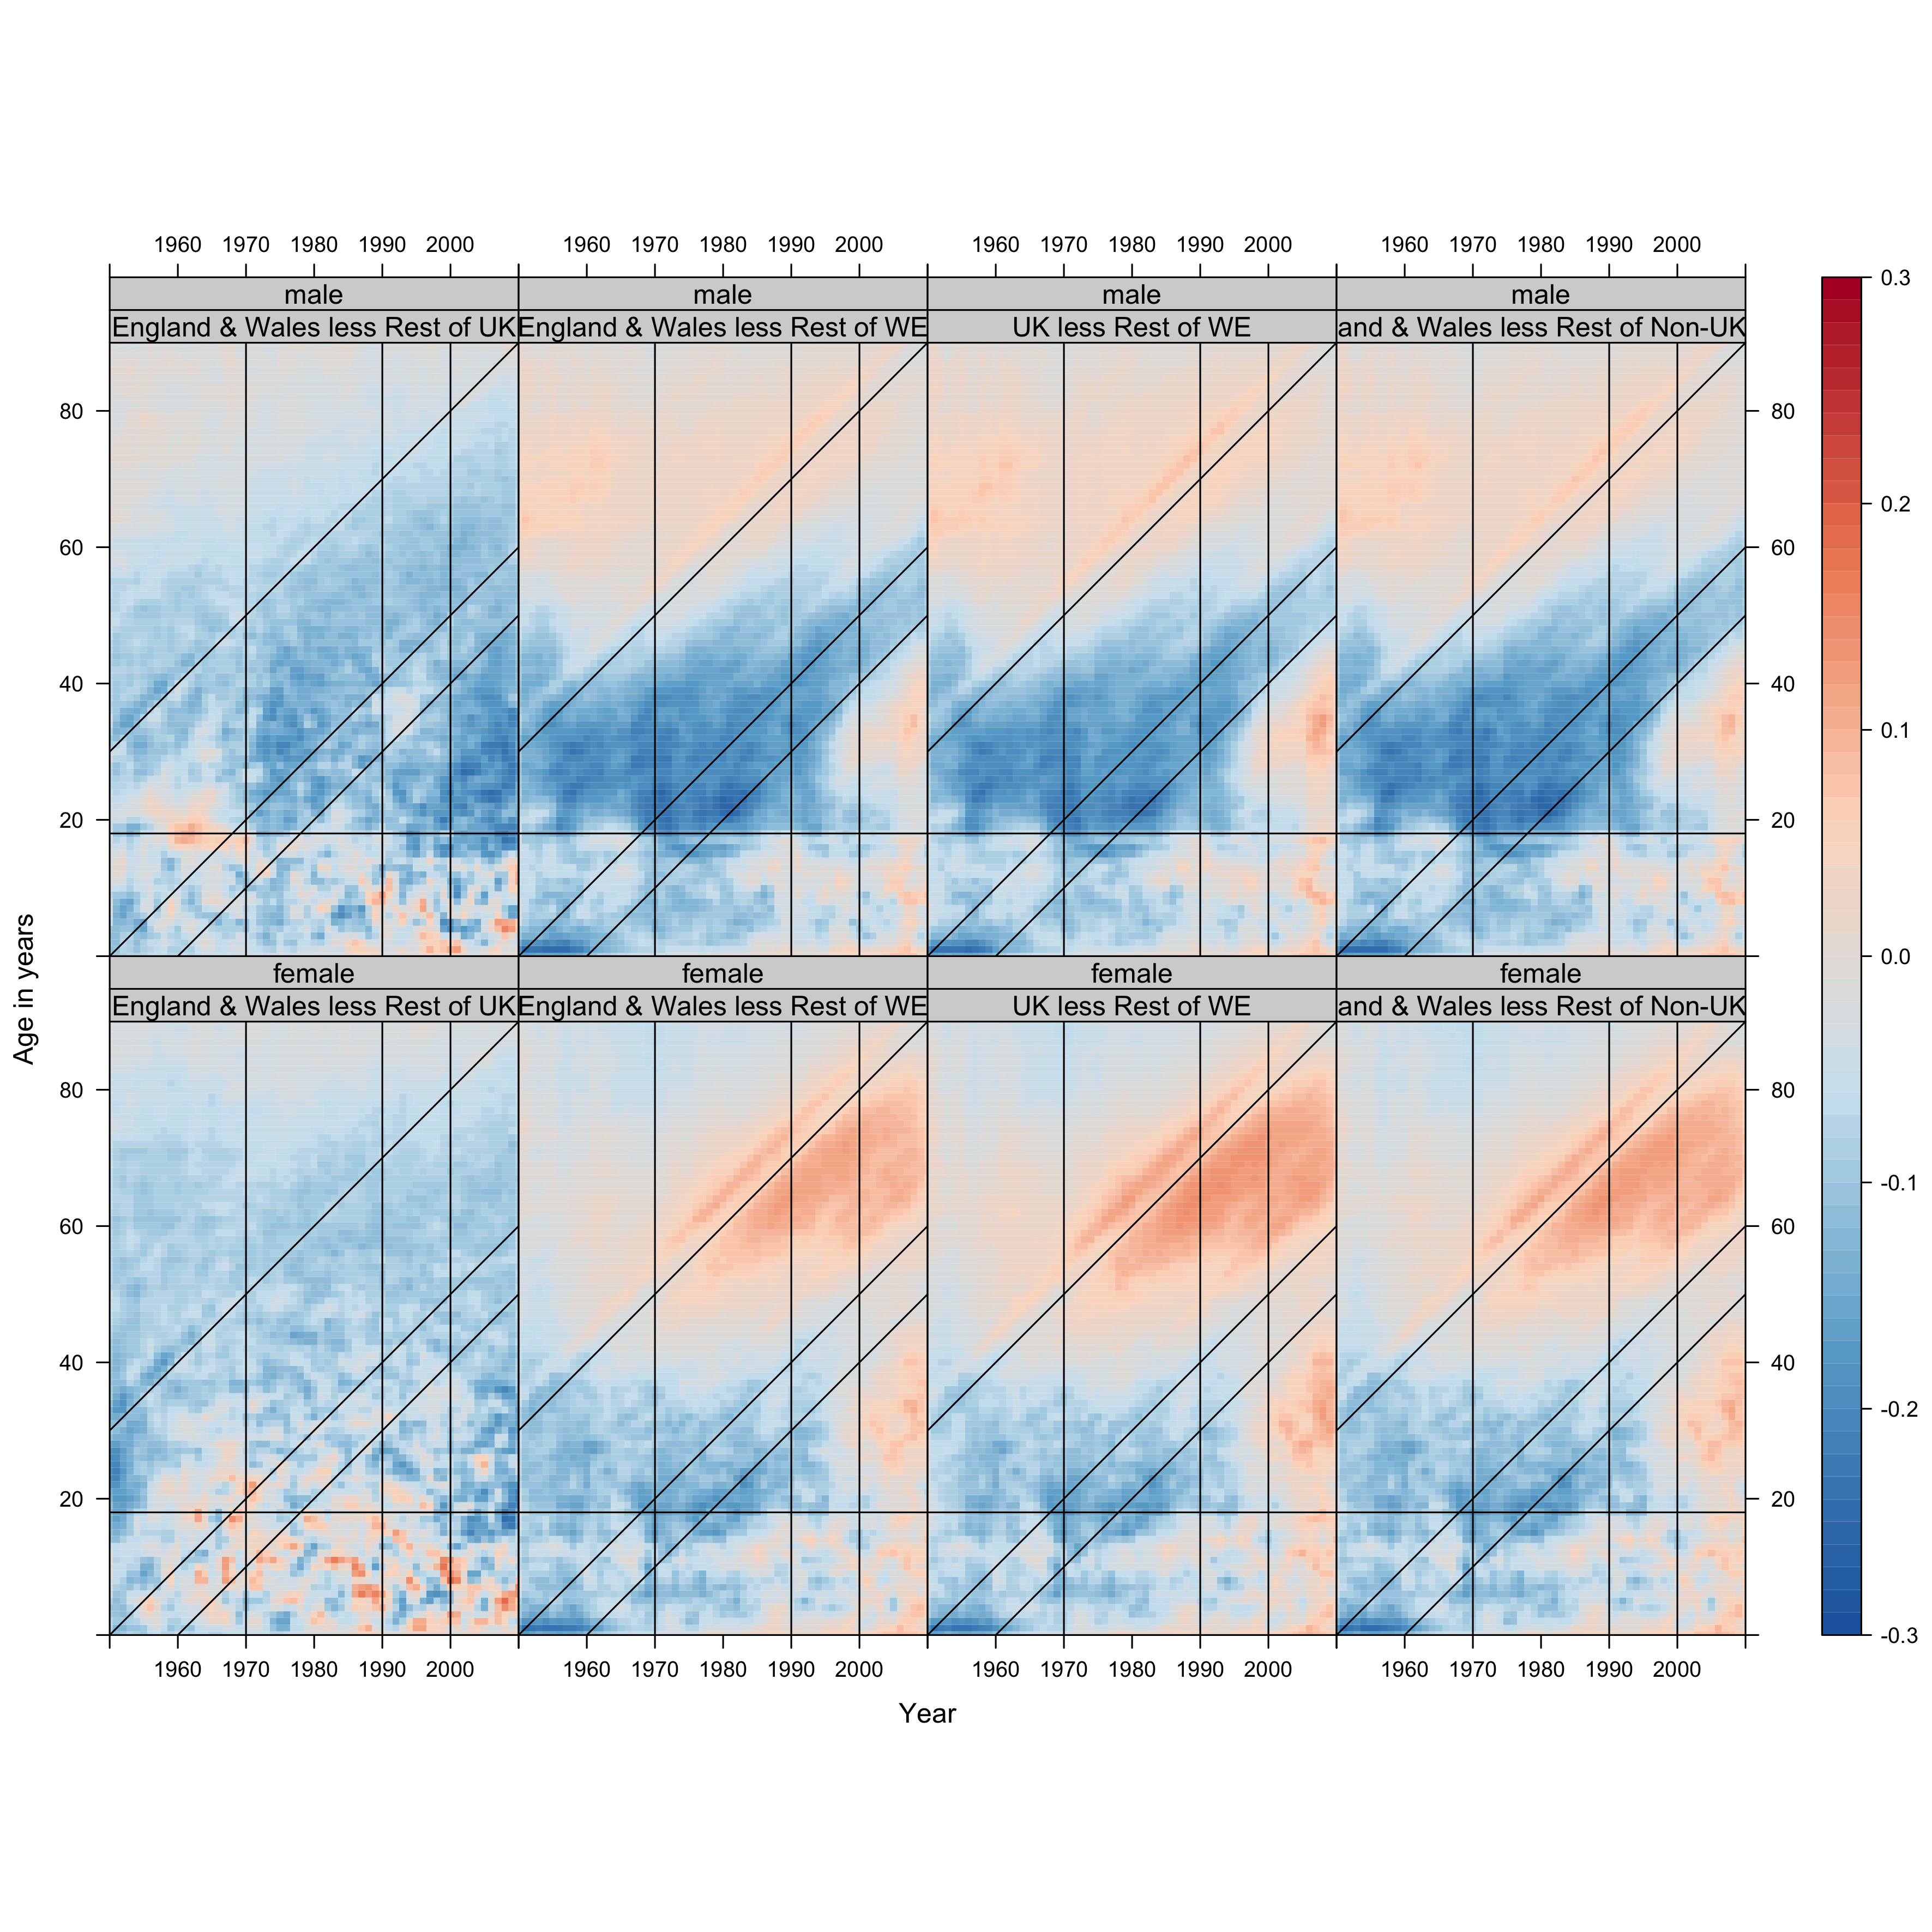 1960 1970 1980 1990 2000 1960 1970 1980 1990 2000 1960 1970 1980 1990 2000 1960 1970 1980 1990 2000
male male male male
England & Wales less Rest of UK England & Wales less Rest of WE UK less Rest of WE and & Wales less Rest of Non-UK
80 80
60 60
40 40
20 20
female female female female
England & Wales less Rest of UK England & Wales less Rest of WE UK less Rest of WE and & Wales less Rest of Non-UK
80 80
60 60
40 40
20 20
1960 1970 1980 1990 2000 1960 1970 1980 1990 2000 1960 1970 1980 1990 2000 1960 1970 1980 1990 2000
Year
Age in years
0.3
0.2
0.1
0.0
-0.1
-0.2
-0.3